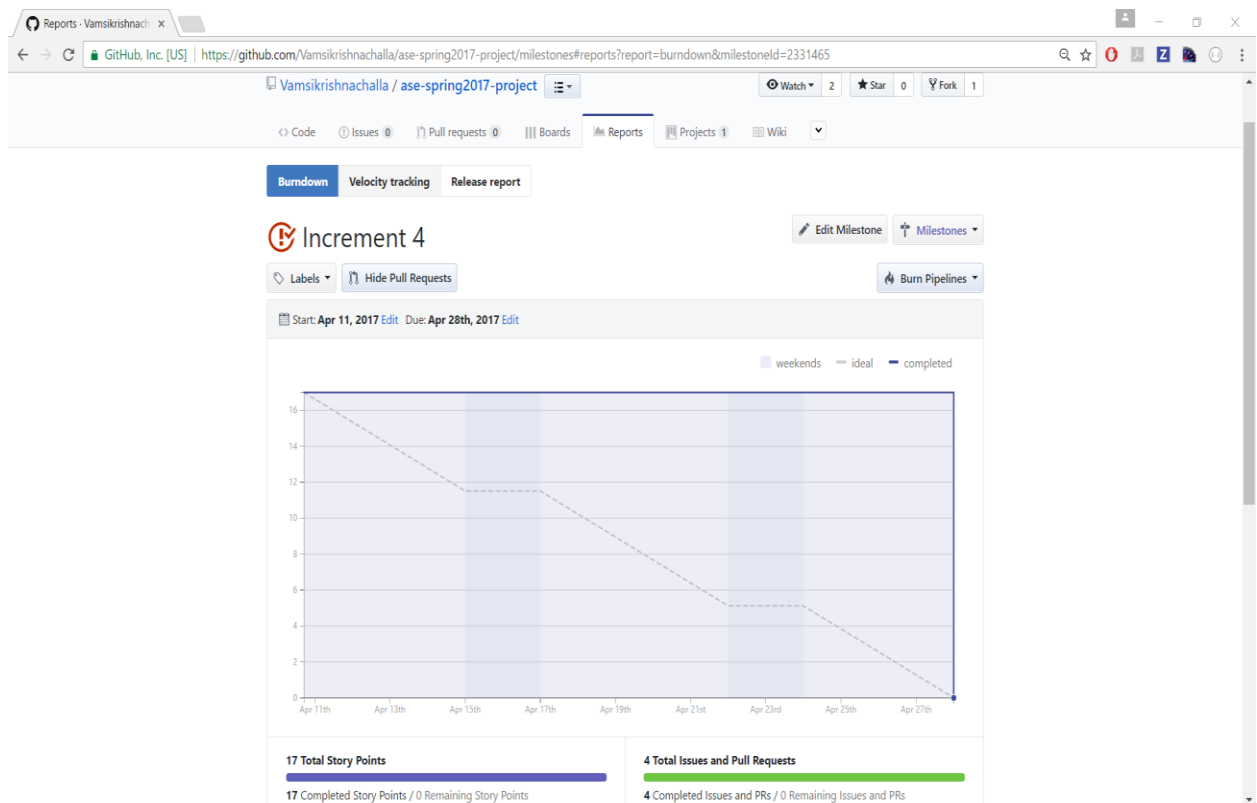 Reports · Vamsikrishnach
GitHub, Inc. [US] | https://github.com/Vamsikrishnachalla/ase-spring2017-project/milestones#reports?report=burndown&milestoneId=2331465
Vamsikrishnachalla / ase-spring2017-project
Watch 2 Star 0 Fork 1
Code Issues 0 Pull requests 0 Boards Reports Projects 1 Wiki
Burndown Velocity tracking Release report
Increment 4
Edit Milestone Milestones
Labels Hide Pull Requests Burn Pipelines
Start: Apr 11, 2017 Edit Due: Apr 28th, 2017 Edit
weekends ideal completed
16
14
12
10
8
6
4
2
0
Apr 11th Apr 13th Apr 15th Apr 17th Apr 19th Apr 21st Apr 23rd Apr 25th Apr 27th
17 Total Story Points 4 Total Issues and Pull Requests
17 Completed Story Points / 0 Remaining Story Points 4 Completed Issues and PRs / 0 Remaining Issues and PRs